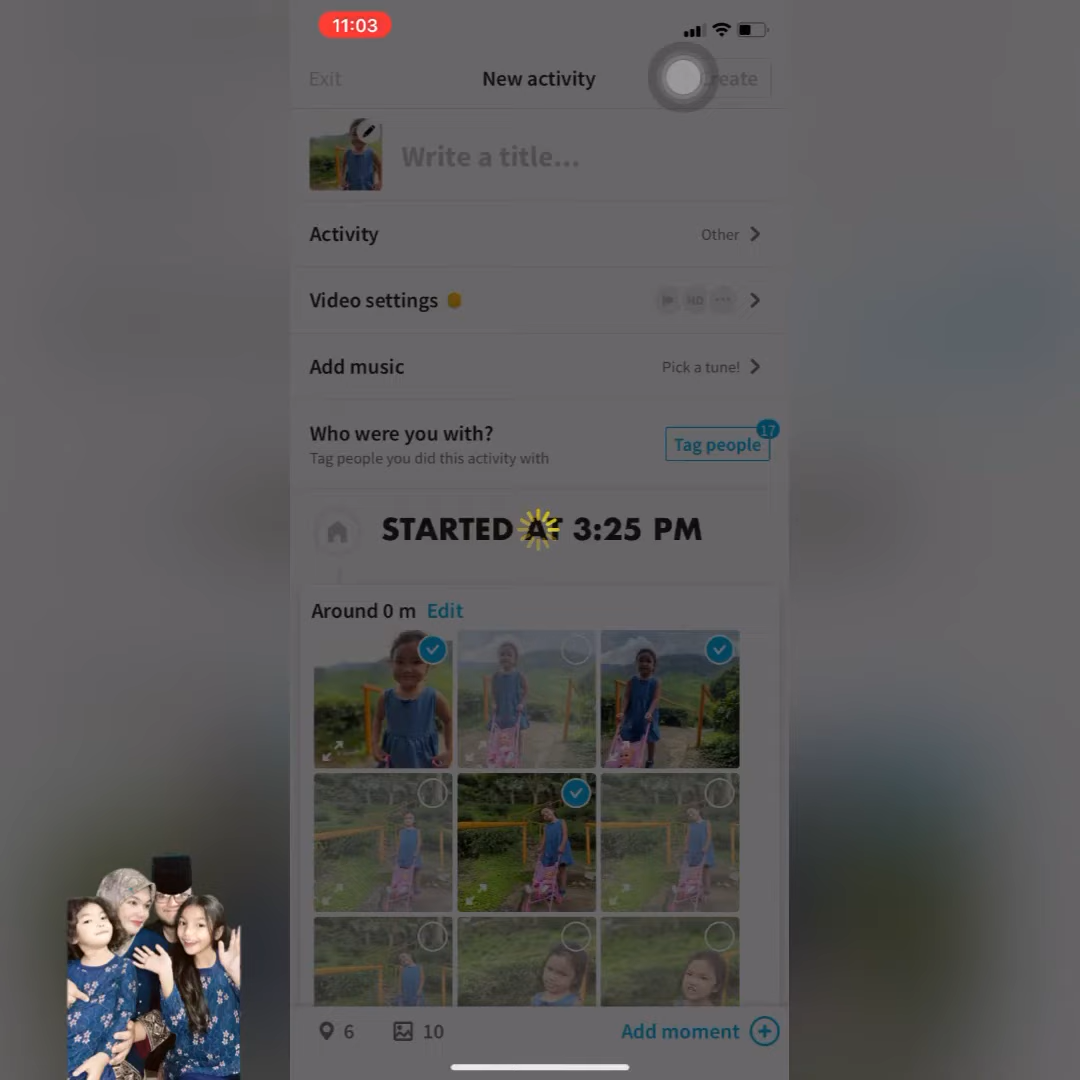 11:03
Exit
New activity
Create
Write a title...
Activity
Other
Video settings
HD
Add music
Pick a tune!
Who were you with?
Tag people you did this activity with
17
Tag people
STARTED AT 3:25 PM
Around 0 m Edit
6
10
Add moment